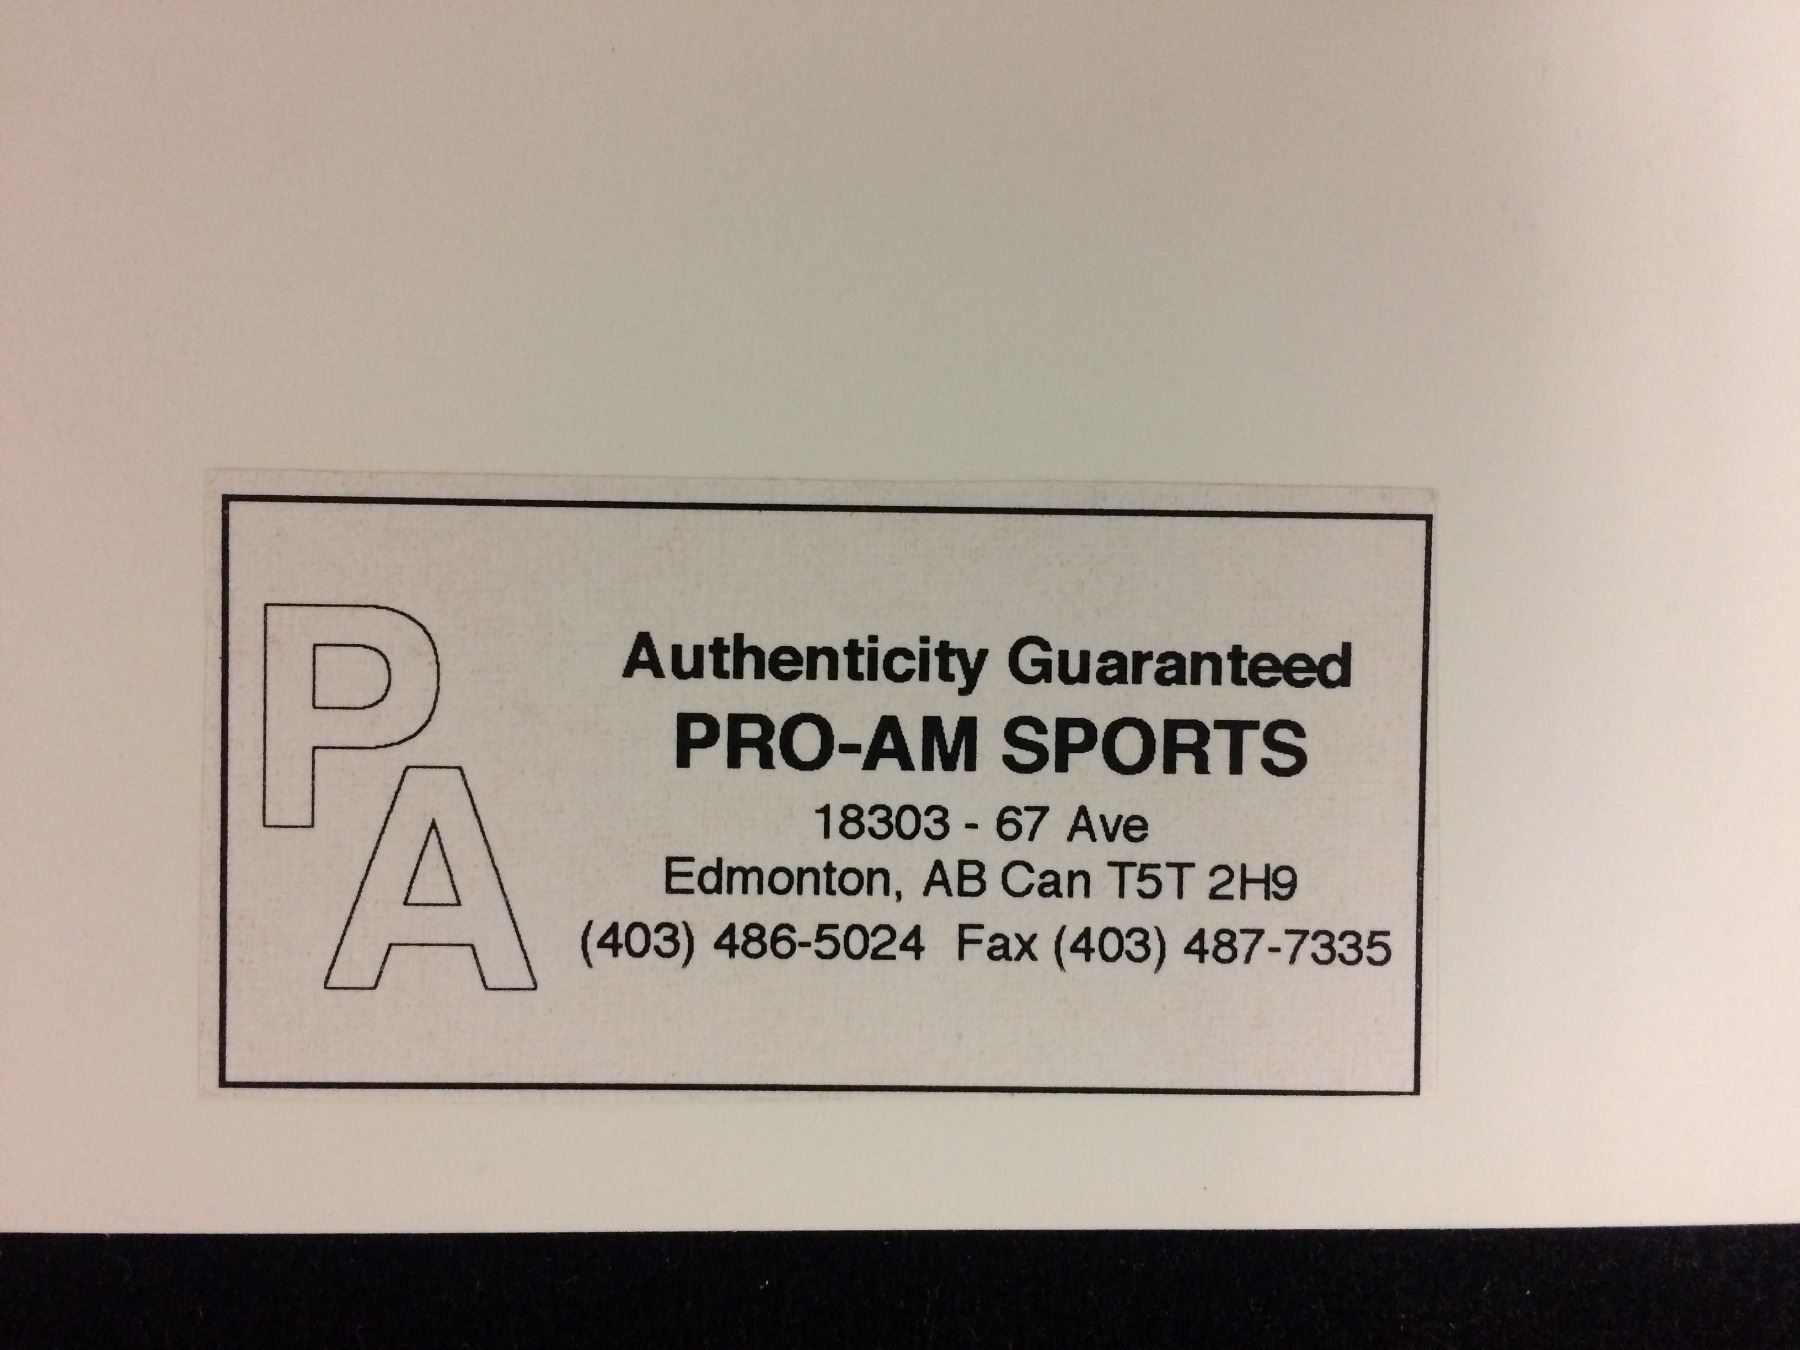 PA
Authenticity Guaranteed
PRO-AM SPORTS
18303 - 67 Ave
Edmonton, AB Can T5T 2H9
(403) 486-5024 Fax (403) 487-7335